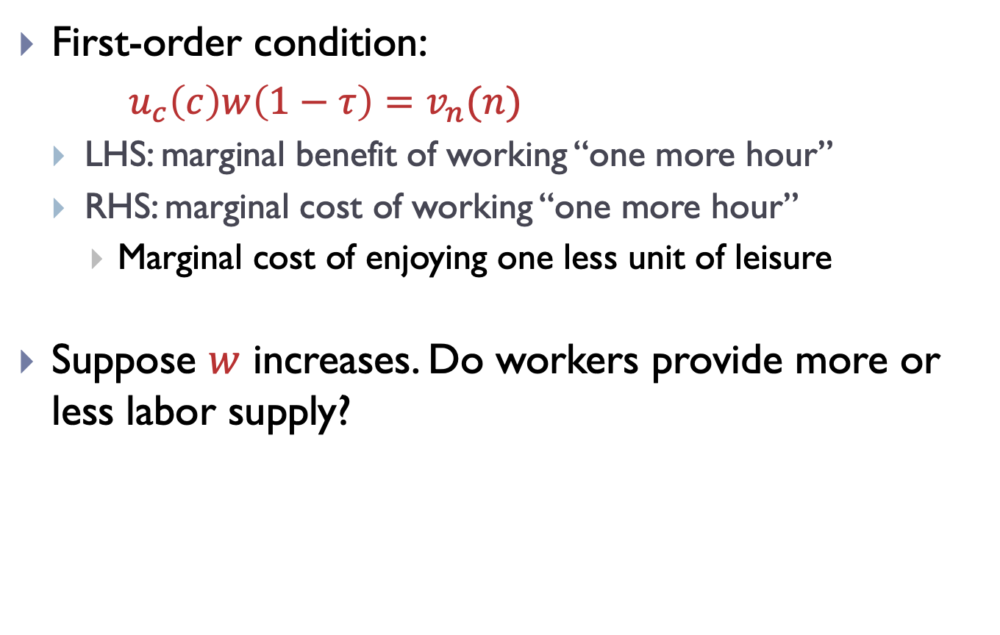 First-order condition:
u_c(c)w(1 − τ) = v_n(n)
LHS: marginal benefit of working “one more hour”
RHS: marginal cost of working “one more hour”
Marginal cost of enjoying one less unit of leisure
Suppose w increases. Do workers provide more or
less labor supply?